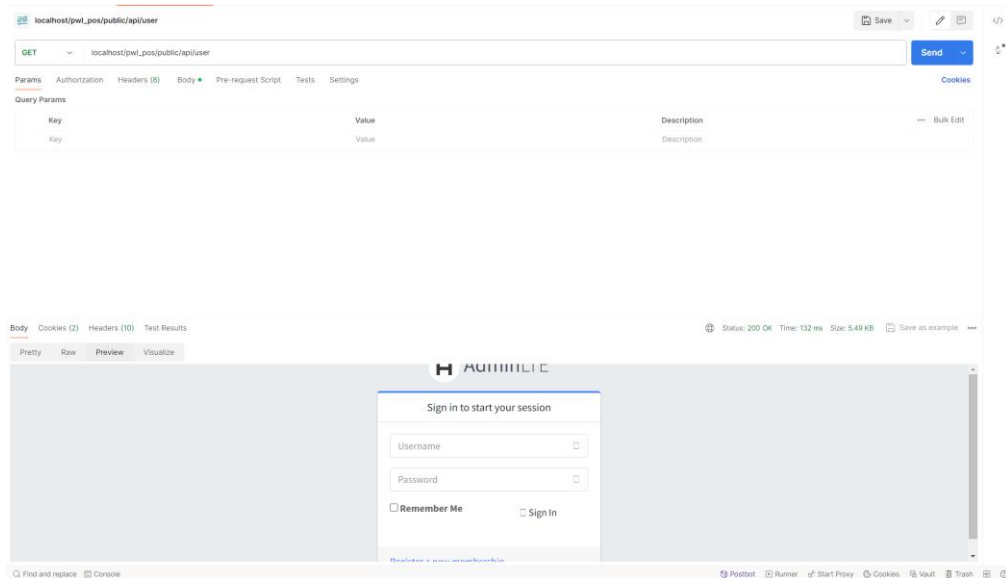 localhost/pwl_pos/public/api/user
Save
GET localhost/pwl_pos/public/api/user Send
Params Authorization Headers (8) Body Pre-request Script Tests Settings Cookies
Query Params
Key Value Description Bulk Edit
Key Value Description
Body Cookies (2) Headers (10) Test Results Status: 200 OK Time: 132 ms Size: 5.49 KB Save as example
Pretty Raw Preview Visualize
AdminLTE
Sign in to start your session
Username
Password
Remember Me Sign In
Register a new membership
Find and replace Console Postbot Runner Start Proxy Cookies Vault Trash